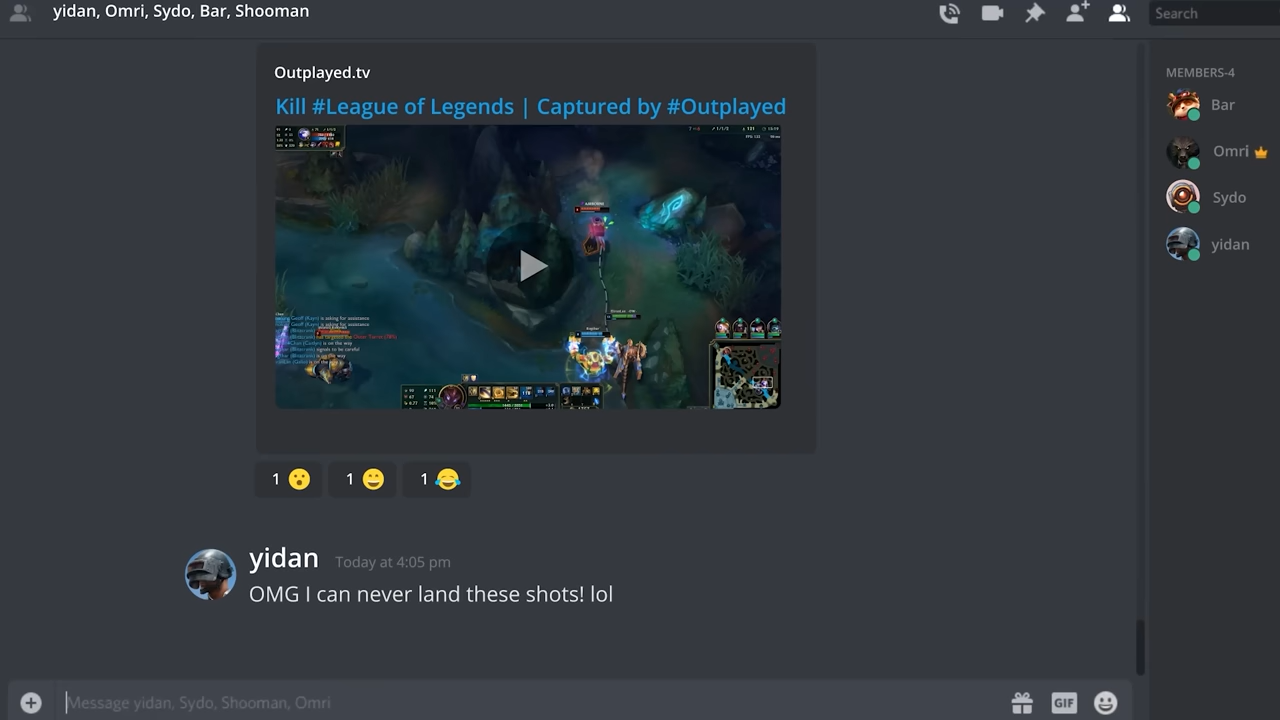 yidan, Omri, Sydo, Bar, Shooman
Search
Outplayed.tv
Kill #League of Legends | Captured by #Outplayed
1
1
1
yidan Today at 4:05 pm
OMG I can never land these shots! lol
Message yidan, Sydo, Shooman, Omri
GIF
MEMBERS-4
Bar
Omri
Sydo
yidan